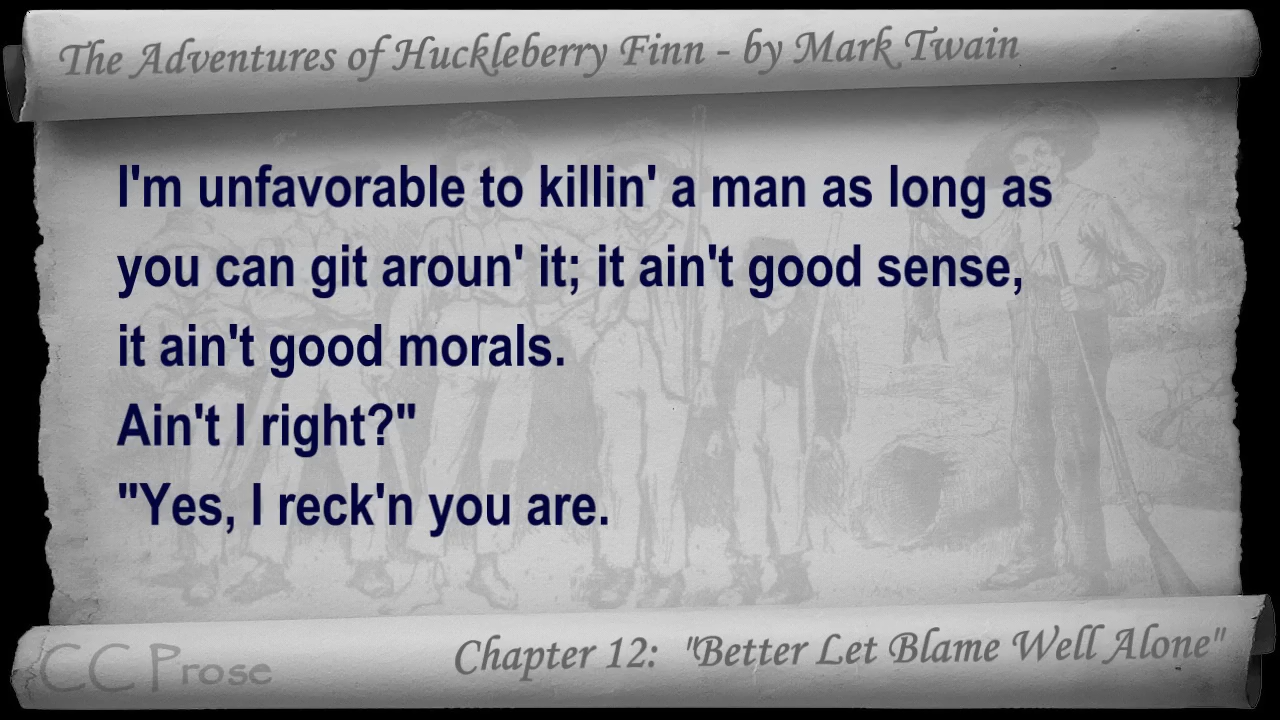 The Adventures of Huckleberry Finn - by Mark Twain
I'm unfavorable to killin' a man as long as
you can git aroun' it; it ain't good sense,
it ain't good morals.
Ain't I right?"
"Yes, I reck'n you are.
CC Prose
Chapter 12: "Better Let Blame Well Alone"